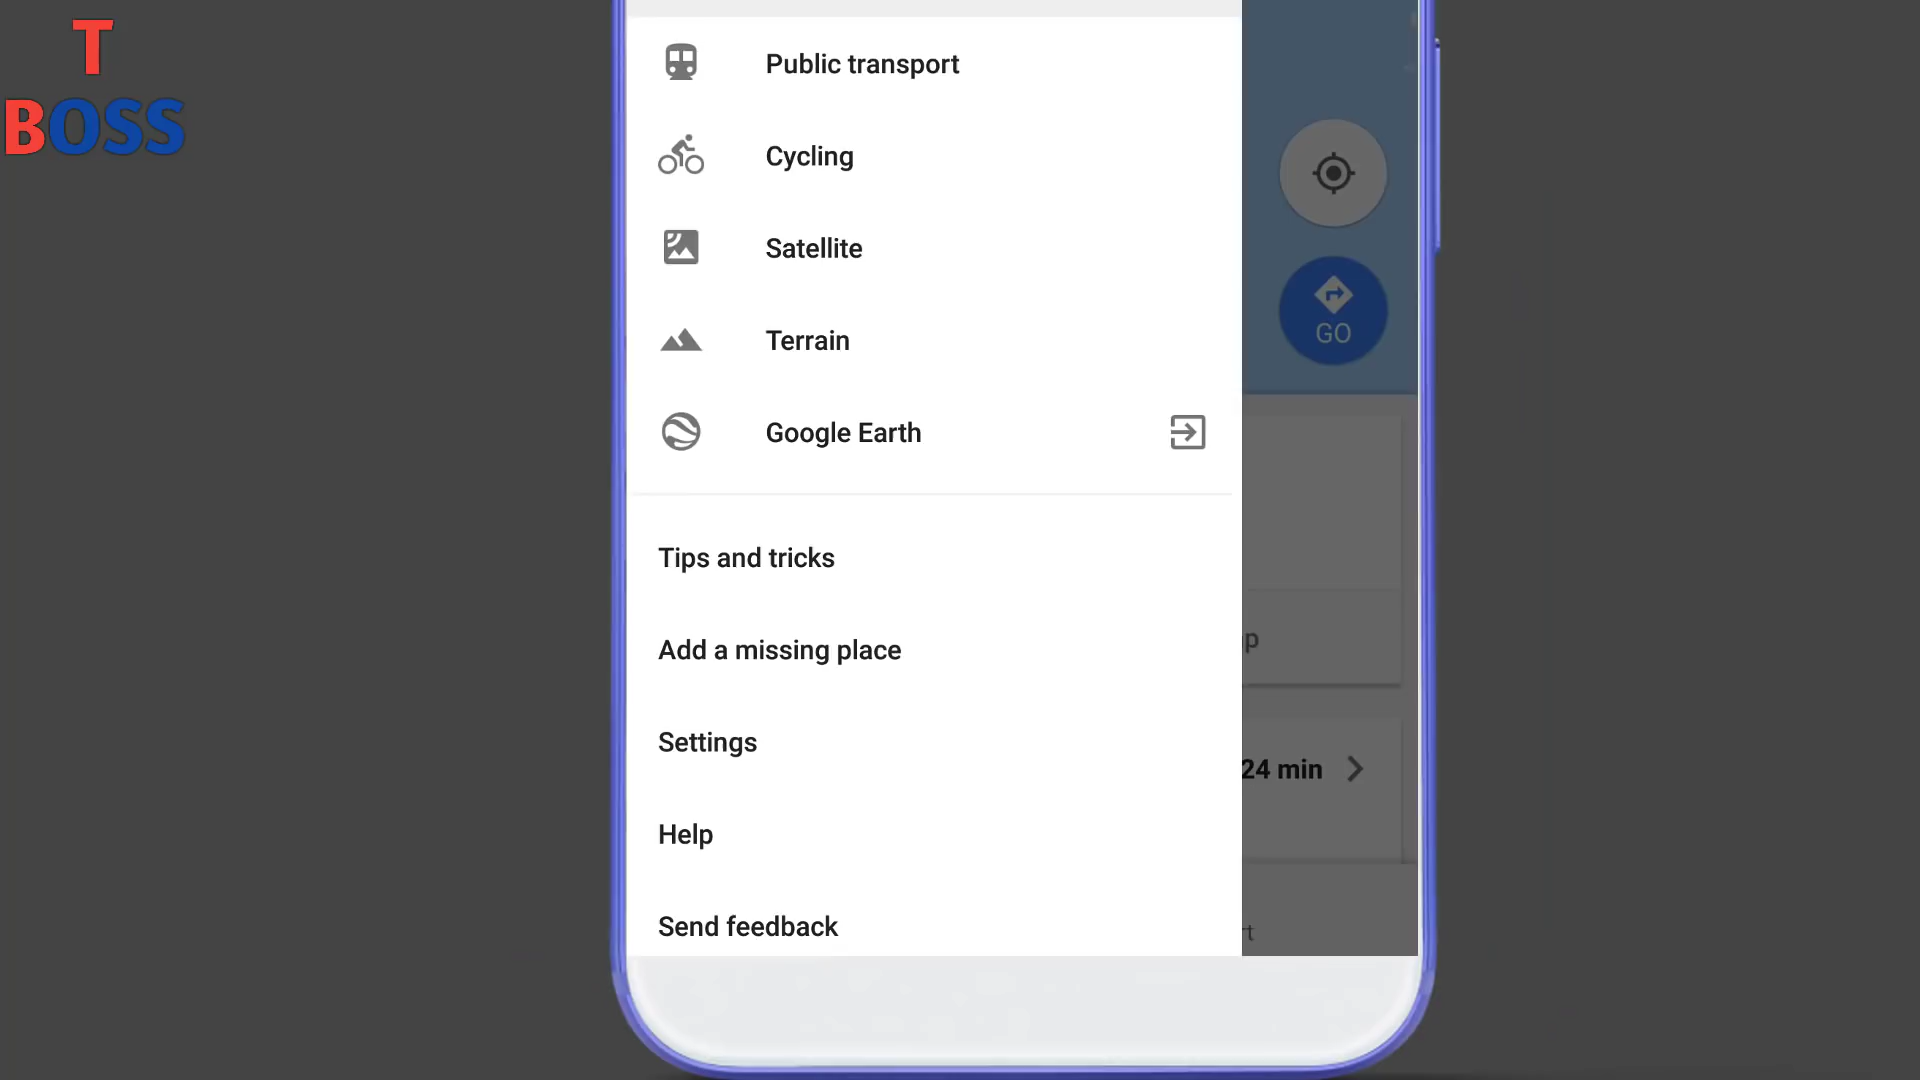 T
BOSS
Public transport
Cycling
Satellite
GO
Terrain
Google Earth
Tips and tricks
Add a missing place
Settings
24 min
Help
Send feedback